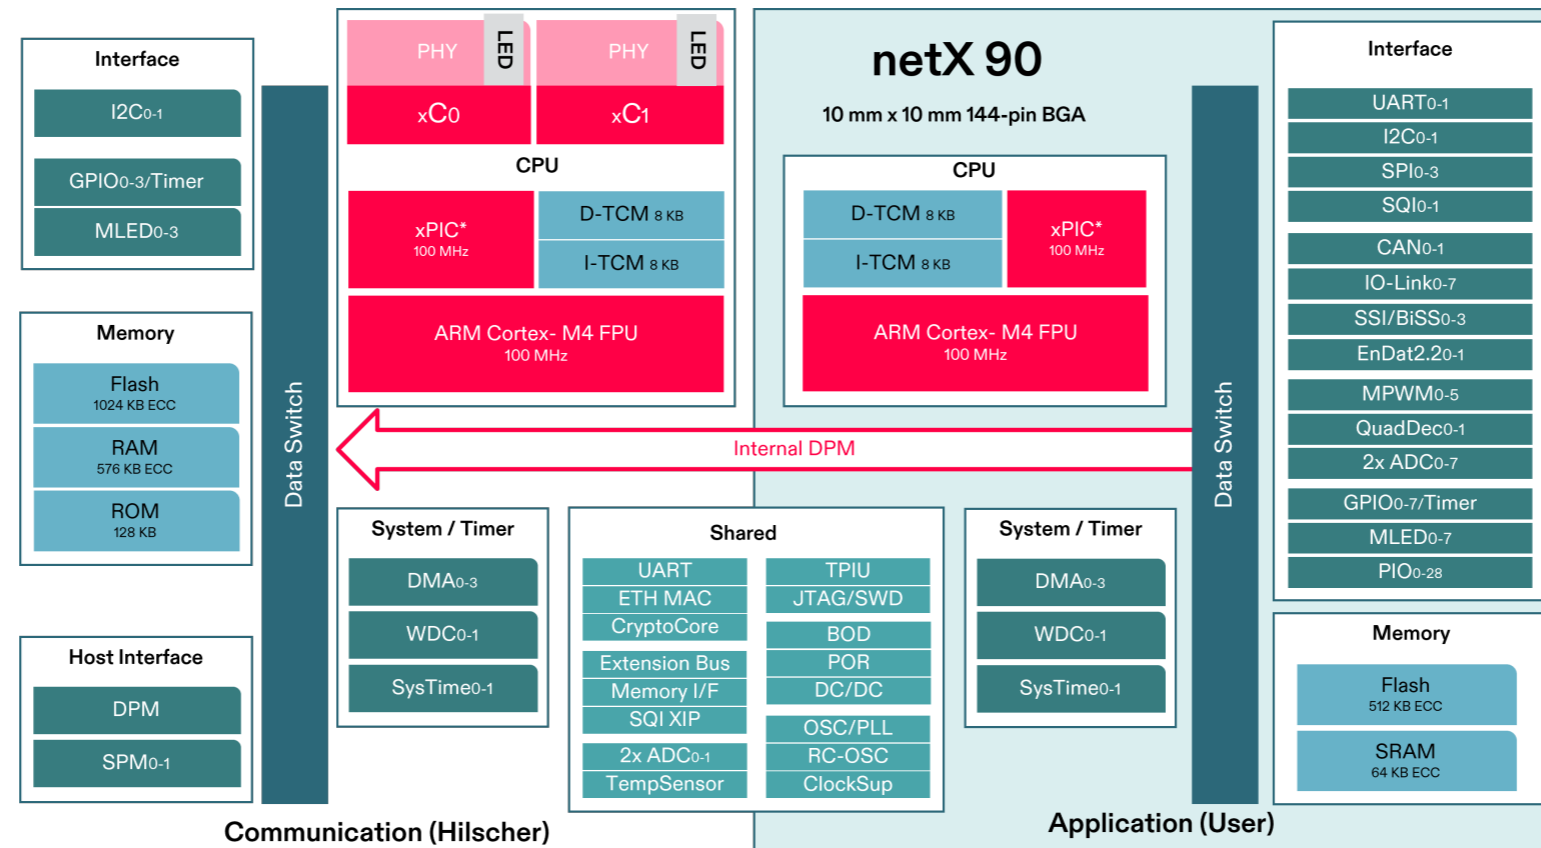 Interface
I2C0-1
GPIO0-3/Timer
MLED0-3
Memory
Flash
1024 KB ECC
RAM
576 KB ECC
ROM
128 KB
Host Interface
DPM
SPM0-1
Data Switch
PHY
LED
PHY
LED
xC0
xC1
CPU
xPIC*
100 MHz
D-TCM 8 KB
I-TCM 8 KB
ARM Cortex- M4 FPU
100 MHz
netX 90
10 mm x 10 mm 144-pin BGA
CPU
D-TCM 8 KB
I-TCM 8 KB
xPIC*
100 MHz
ARM Cortex- M4 FPU
100 MHz
Internal DPM
System / Timer
DMA0-3
WDC0-1
SysTime0-1
Shared
UART
ETH MAC
CryptoCore
Extension Bus
Memory I/F
SQI XIP
2x ADC0-1
TempSensor
TPIU
JTAG/SWD
BOD
POR
DC/DC
OSC/PLL
RC-OSC
ClockSup
System / Timer
DMA0-3
WDC0-1
SysTime0-1
Data Switch
Interface
UART0-1
I2C0-1
SPI0-3
SQI0-1
CAN0-1
IO-Link0-7
SSI/BiSS0-3
EnDat2.20-1
MPWM0-5
QuadDec0-1
2x ADC0-7
GPIO0-7/Timer
MLED0-7
PIO0-28
Memory
Flash
512 KB ECC
SRAM
64 KB ECC
Communication (Hilscher)
Application (User)